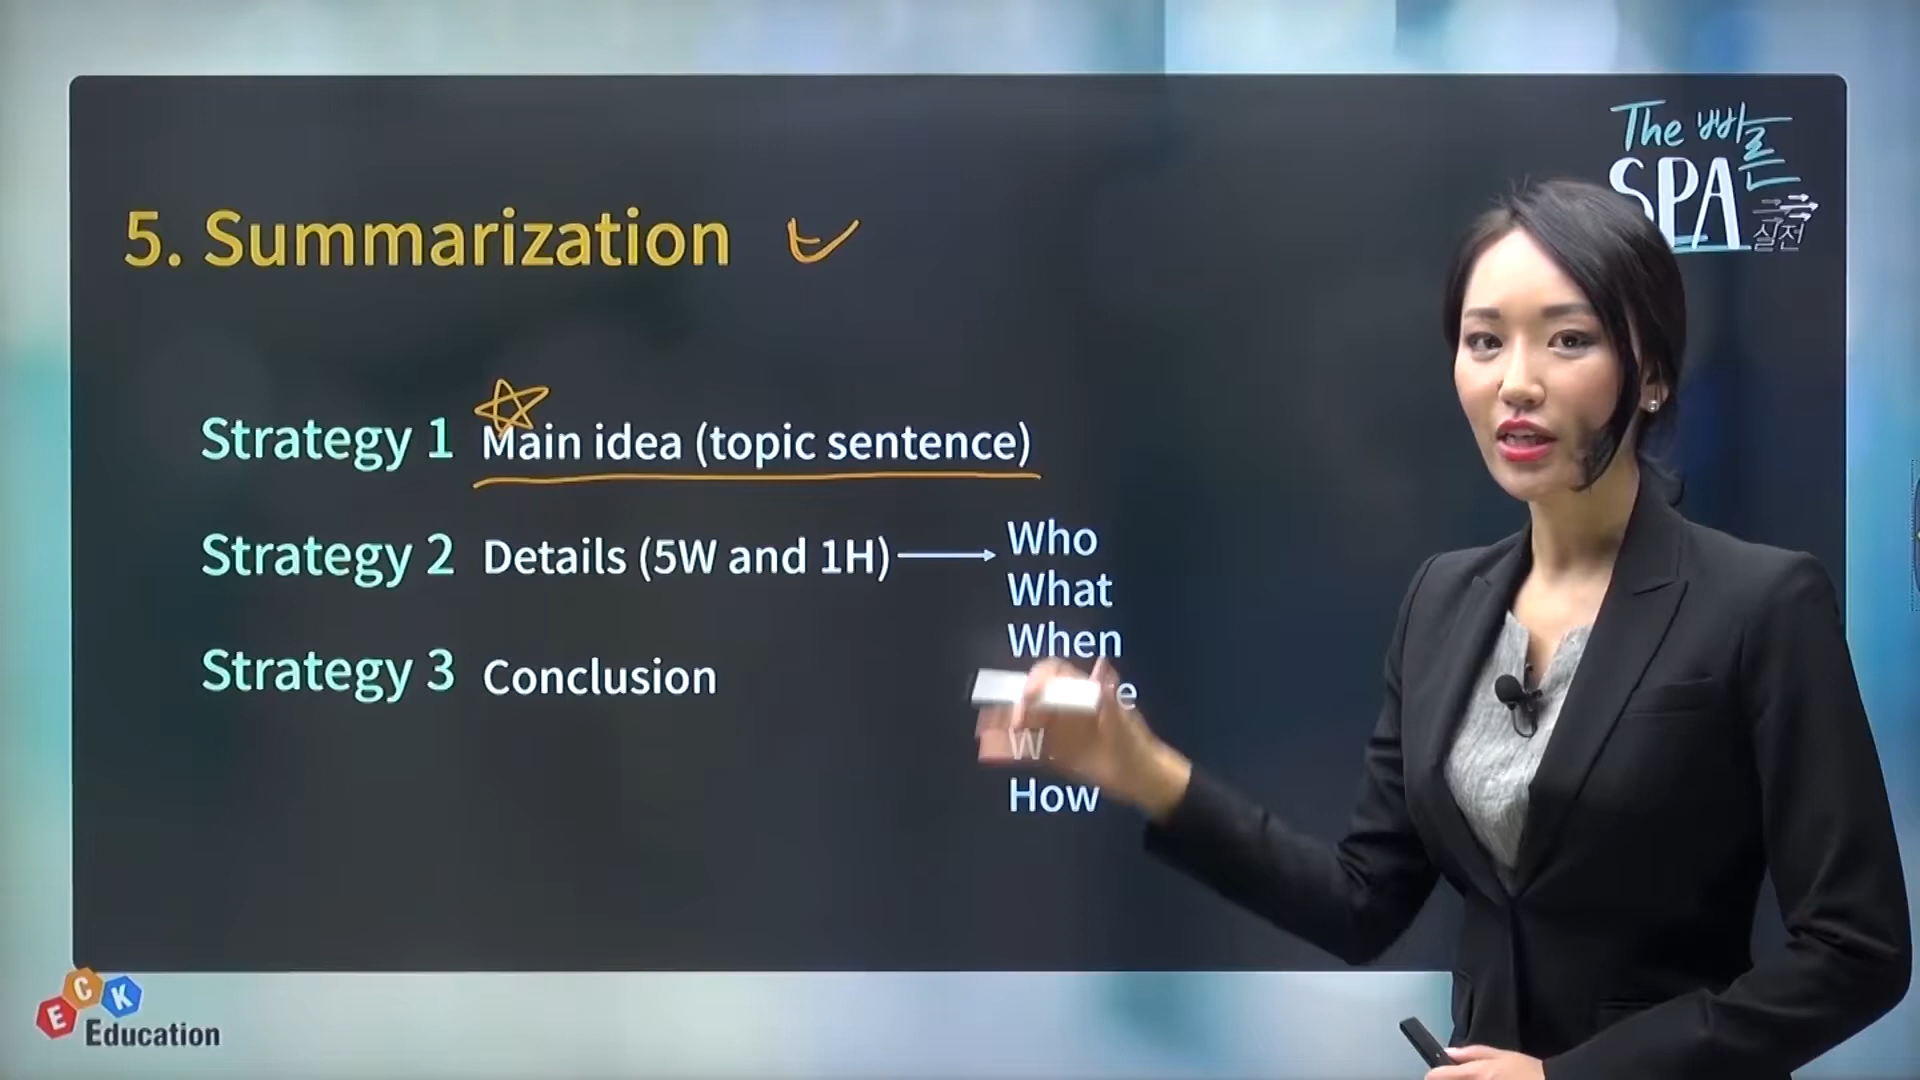 The 빠른
SPA
실전
5. Summarization
Strategy 1 Main idea (topic sentence)
Strategy 2 Details (5W and 1H)
Who
What
When
How
Strategy 3 Conclusion
ECK
Education